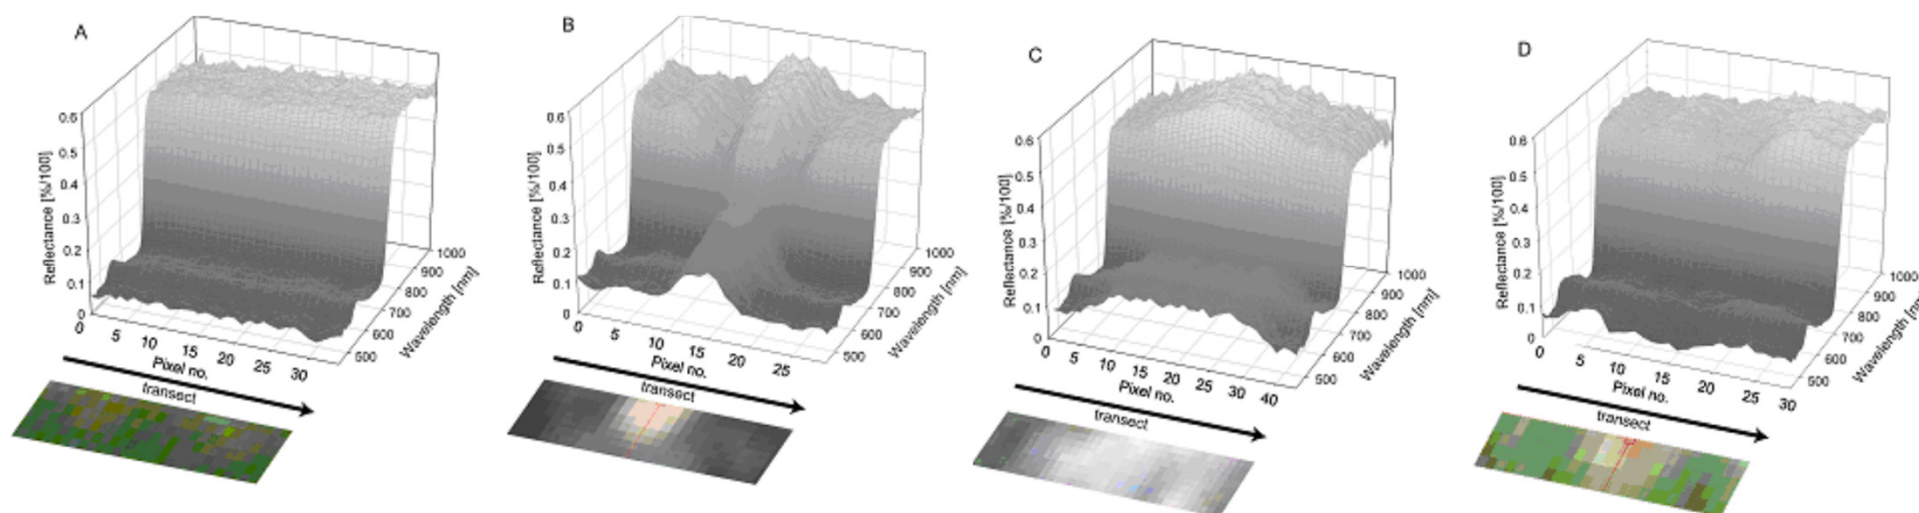 A
0.6
0.5
0.4
0.3
0.2
0.1
0
Reflectance [%/100]
0 5 10 15 20 25 30
Pixel no.
500 600 700 800 900 1000
Wavelength [nm]
transect
B
0.6
0.5
0.4
0.3
0.2
0.1
0
Reflectance [%/100]
0 5 10 15 20 25
Pixel no.
500 600 700 800 900 1000
Wavelength [nm]
transect
C
0.6
0.5
0.4
0.3
0.2
0.1
0
Reflectance [%/100]
0 5 10 15 20 25 30 35 40
Pixel no.
500 600 700 800 900 1000
Wavelength [nm]
transect
D
0.6
0.5
0.4
0.3
0.2
0.1
0
Reflectance [%/100]
0 5 10 15 20 25 30
Pixel no.
500 600 700 800 900 1000
Wavelength [nm]
transect